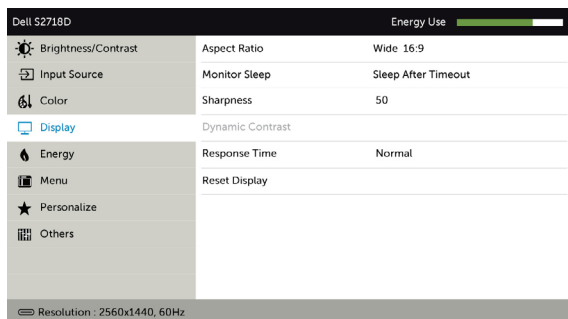 Dell S2718D Energy Use
Brightness/Contrast Aspect Ratio Wide 16:9
Input Source Monitor Sleep Sleep After Timeout
Color Sharpness 50
Display Dynamic Contrast
Energy Response Time Normal
Menu Reset Display
Personalize
Others
Resolution : 2560x1440, 60Hz